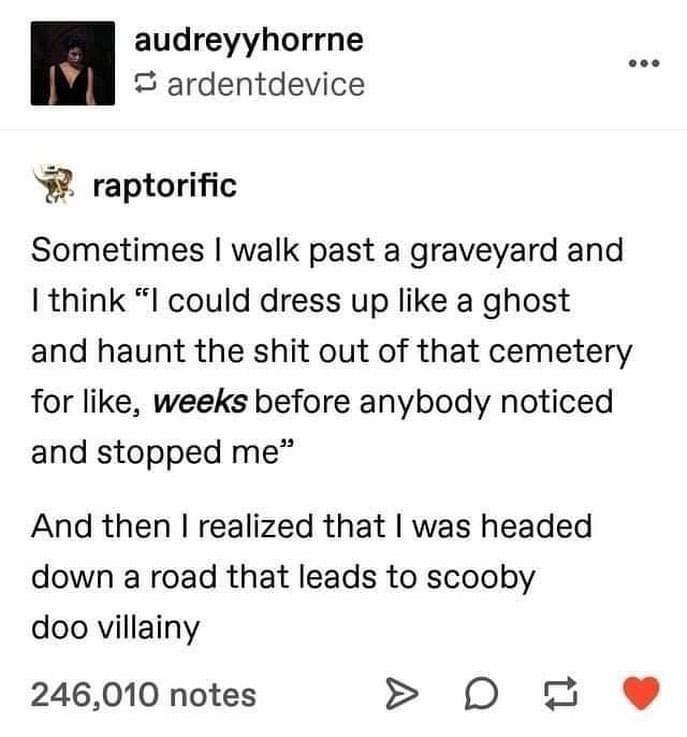 audreyyhorrne
ardentdevice
raptorific
Sometimes I walk past a graveyard and
I think “I could dress up like a ghost
and haunt the shit out of that cemetery
for like, weeks before anybody noticed
and stopped me”
And then I realized that I was headed
down a road that leads to scooby
doo villainy
246,010 notes